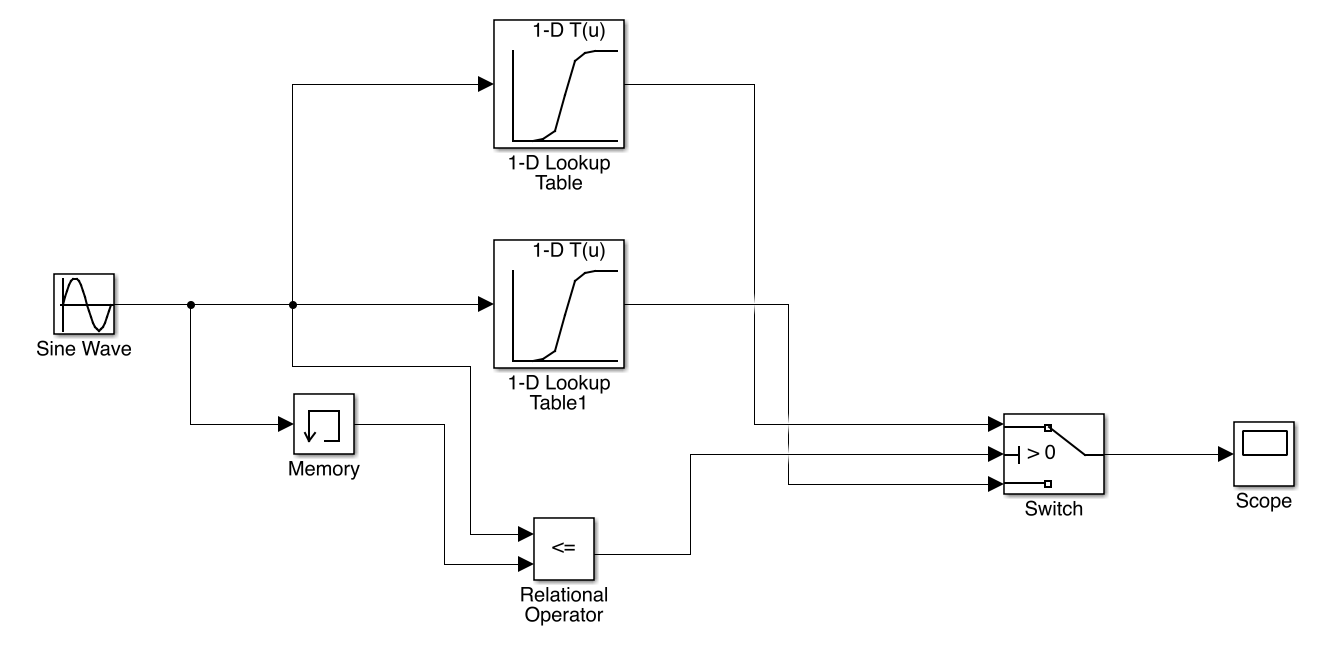 1-D T(u)
1-D Lookup
Table
1-D T(u)
1-D Lookup
Table1
Sine Wave
Memory
<=
Relational
Operator
> 0
Switch
Scope